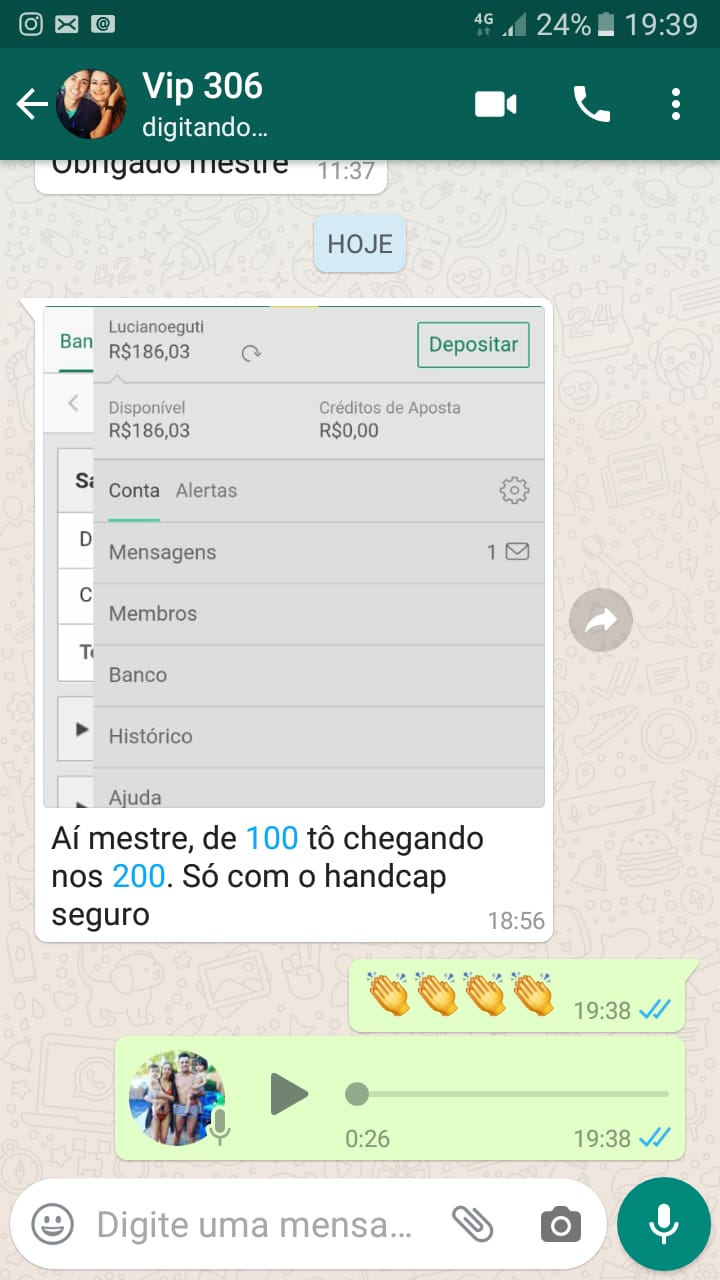 4G 24% 19:39
Vip 306
digitando...
Obrigado mestre 11:37
HOJE
Ban
Lucianoeguti
R$186,03
Depositar
Disponível Créditos de Aposta
R$186,03 R$0,00
Sa
Conta Alertas
D
Mensagens 1
C
Membros
To
Banco
Histórico
Ajuda
Aí mestre, de 100 tô chegando
nos 200. Só com o handcap
seguro 18:56
👏👏👏👏 19:38
0:26 19:38
Digite uma mensa...